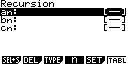 Recursion
an: [—]
bn: [—]
cn: [—]
SEL+S DEL TYPE n SET TABL